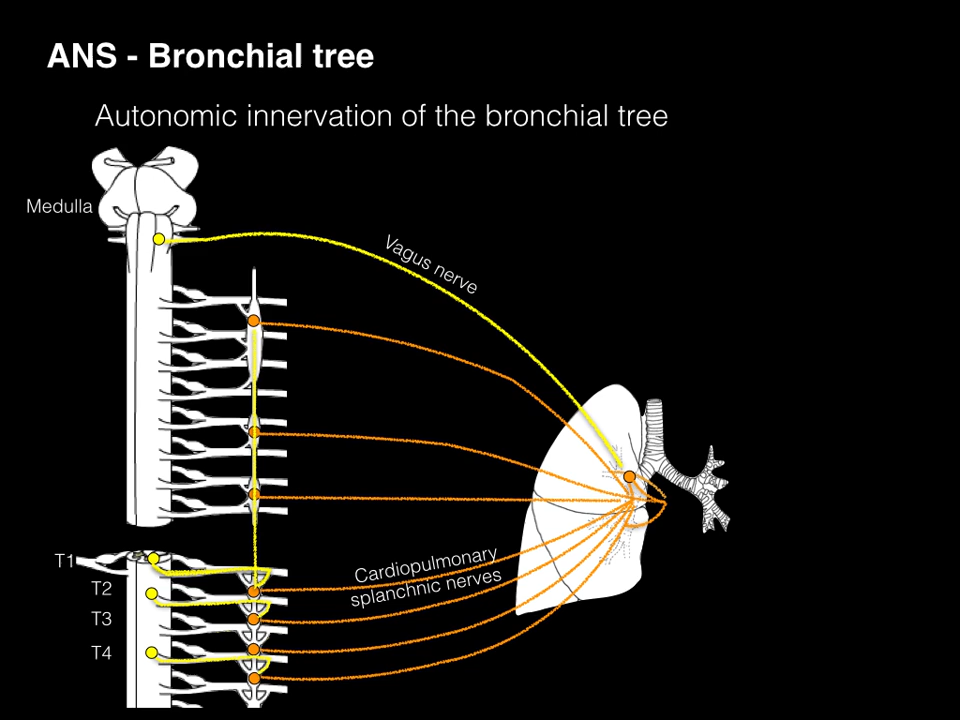 ANS - Bronchial tree
Autonomic innervation of the bronchial tree
Medulla
Vagus nerve
Cardiopulmonary
splanchnic nerves
T1
T2
T3
T4